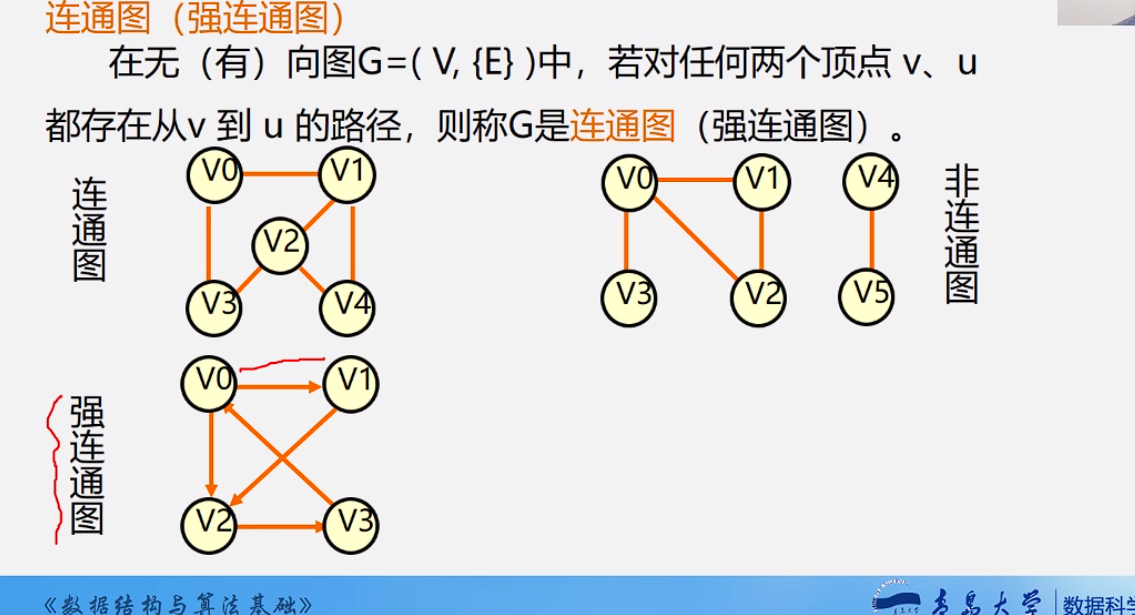 连通图（强连通图）
在无（有）向图G=( V, {E} )中，若对任何两个顶点 v、u
都存在从v 到 u 的路径，则称G是连通图（强连通图）。
连通图
V0
V1
V2
V3
V4
V0
V1
V4
V3
V2
V5
非连通图
强连通图
V0
V1
V2
V3
《数据结构与算法基础》
青岛大学
数据科学